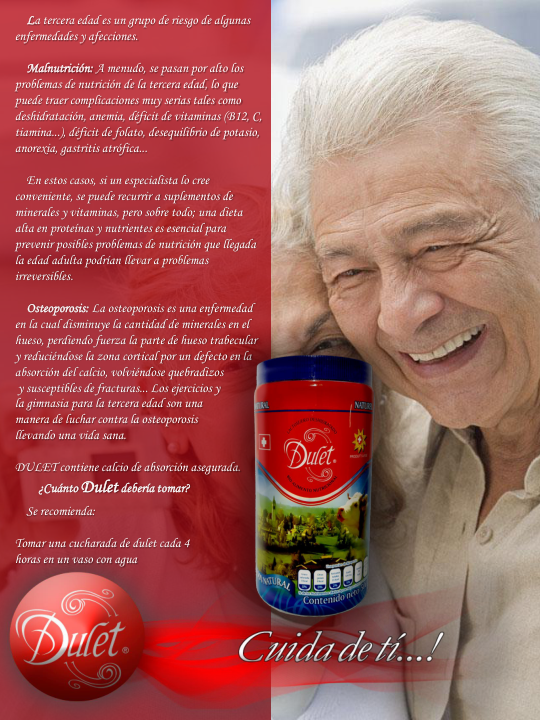 La tercera edad es un grupo de riesgo de algunas
enfermedades y afecciones.
Malnutrición: A menudo, se pasan por alto los
problemas de nutrición de la tercera edad, lo que
puede traer complicaciones muy serias tales como
deshidratación, anemia, déficit de vitaminas (B12, C,
tiamina...), déficit de folato, desequilibrio de potasio,
anorexia, gastritis atrófica...
En estos casos, si un especialista lo cree
conveniente, se puede recurrir a suplementos de
minerales y vitaminas, pero sobre todo; una dieta
alta en proteínas y nutrientes es esencial para
prevenir posibles problemas de nutrición que llegada
la edad adulta podrían llevar a problemas
irreversibles.
Osteoporosis: La osteoporosis es una enfermedad
en la cual disminuye la cantidad de minerales en el
hueso, perdiendo fuerza la parte de hueso trabecular
y reduciéndose la zona cortical por un defecto en la
absorción del calcio, volviéndose quebradizos
y susceptibles de fracturas... Los ejercicios y
la gimnasia para la tercera edad son una
manera de luchar contra la osteoporosis
llevando una vida sana.
DULET contiene calcio de absorción asegurada.
¿Cuánto Dulet debería tomar?
Se recomienda:
Tomar una cucharada de dulet cada 4
horas en un vaso con agua
Dulet®
NATURAL
Contenido neto
Dulet®
Cuida de tí...!